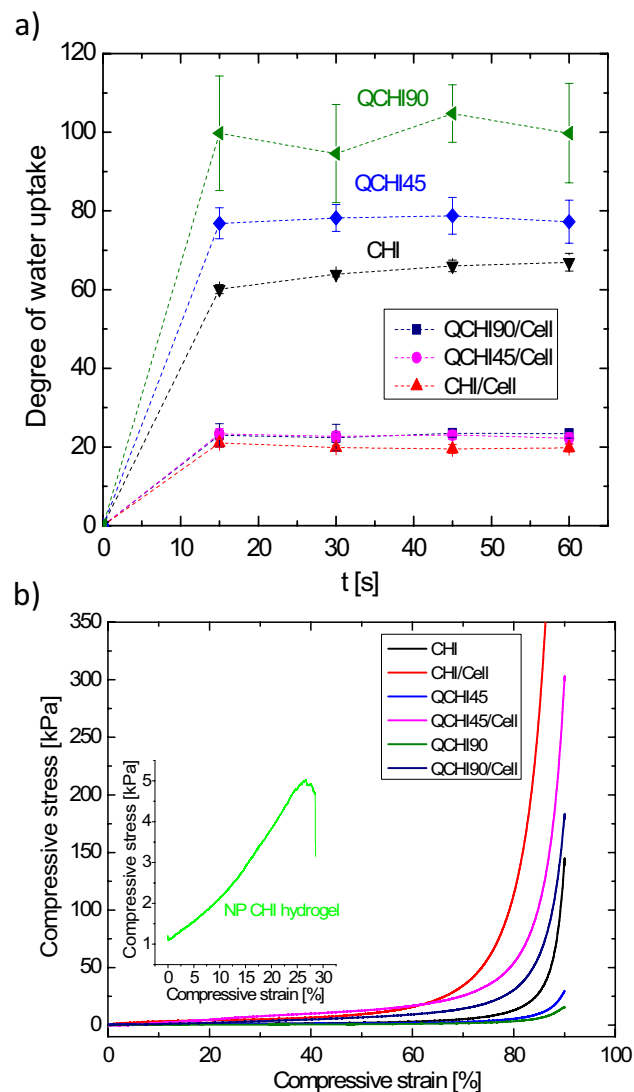 a)
120
100
80
60
40
20
0
Degree of water uptake
QCHI90
QCHI45
CHI
QCHI90/Cell
QCHI45/Cell
CHI/Cell
0 10 20 30 40 50 60
t [s]
b)
350
300
250
200
150
100
50
0
Compressive stress [kPa]
CHI
CHI/Cell
QCHI45
QCHI45/Cell
QCHI90
QCHI90/Cell
5
4
3
2
1
Compressive stress [kPa]
NP CHI hydrogel
0 5 10 15 20 25 30
Compressive strain [%]
0 20 40 60 80 100
Compressive strain [%]